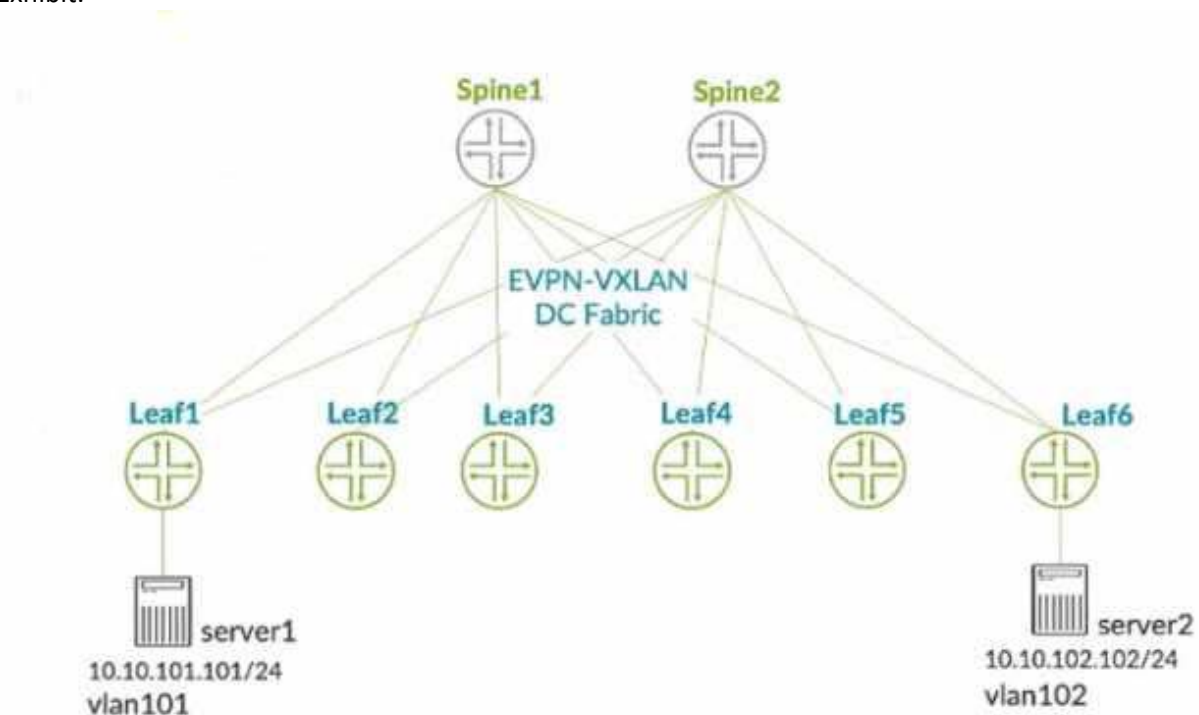 Exhibit.
Spine1
Spine2
EVPN-VXLAN
DC Fabric
Leaf1
Leaf2
Leaf3
Leaf4
Leaf5
Leaf6
server1
10.10.101.101/24
vlan101
server2
10.10.102.102/24
vlan102